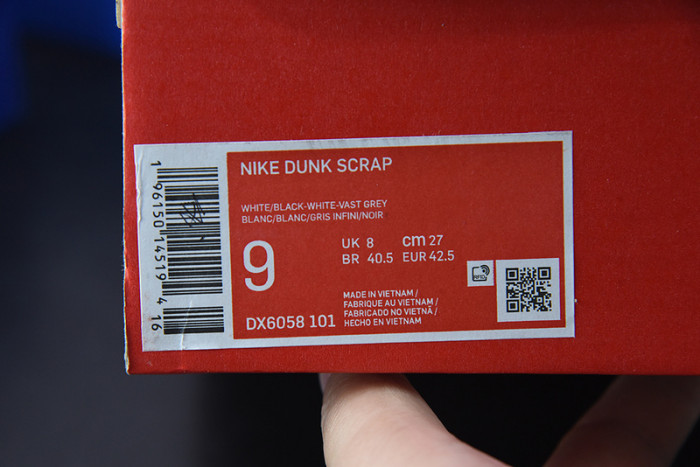 NIKE DUNK SCRAP
WHITE/BLACK-WHITE-VAST GREY
BLANC/BLANC/GRIS INFINI/NOIR
9
UK 8 cm 27
BR 40.5 EUR 42.5
MADE IN VIETNAM /
FABRIQUE AU VIETNAM /
FABRICADO NO VIETNÃ /
HECHO EN VIETNAM
DX6058 101
1 96150 14519 4 16